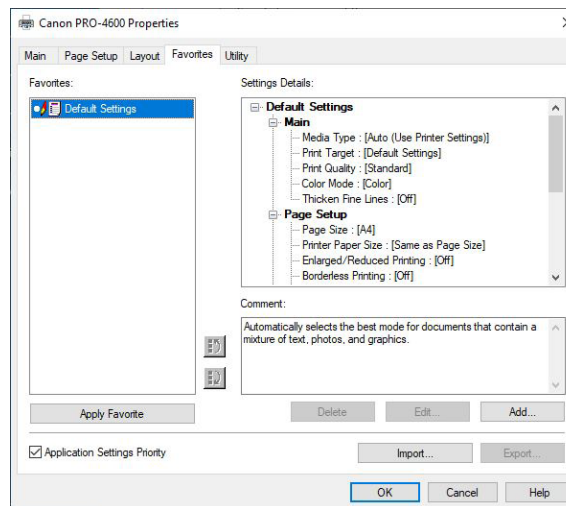 Canon PRO-4600 Properties
Main Page Setup Layout Favorites Utility
Favorites:
Default Settings
Apply Favorite
Settings Details:
Default Settings
Main
Media Type : [Auto (Use Printer Settings)]
Print Target : [Default Settings]
Print Quality : [Standard]
Color Mode : [Color]
Thicken Fine Lines : [Off]
Page Setup
Page Size : [A4]
Printer Paper Size : [Same as Page Size]
Enlarged/Reduced Printing : [Off]
Borderless Printing : [Off]
Comment:
Automatically selects the best mode for documents that contain a
mixture of text, photos, and graphics.
Delete Edit... Add...
Application Settings Priority
Import... Export...
OK Cancel Help